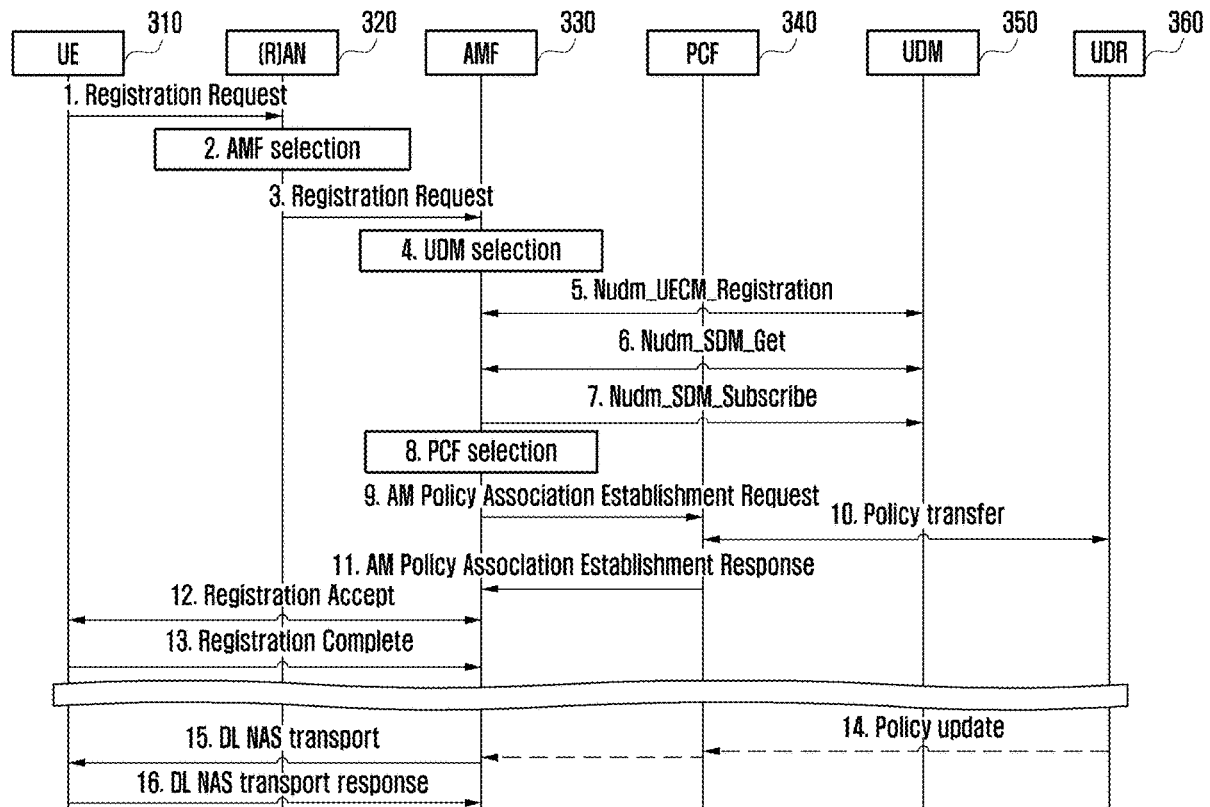 310 320 330 340 350 360
UE (R)AN AMF PCF UDM UDR
1. Registration Request
2. AMF selection
3. Registration Request
4. UDM selection
5. Nudm_UECM_Registration
6. Nudm_SDM_Get
7. Nudm_SDM_Subscribe
8. PCF selection
9. AM Policy Association Establishment Request
10. Policy transfer
11. AM Policy Association Establishment Response
12. Registration Accept
13. Registration Complete
14. Policy update
15. DL NAS transport
16. DL NAS transport response